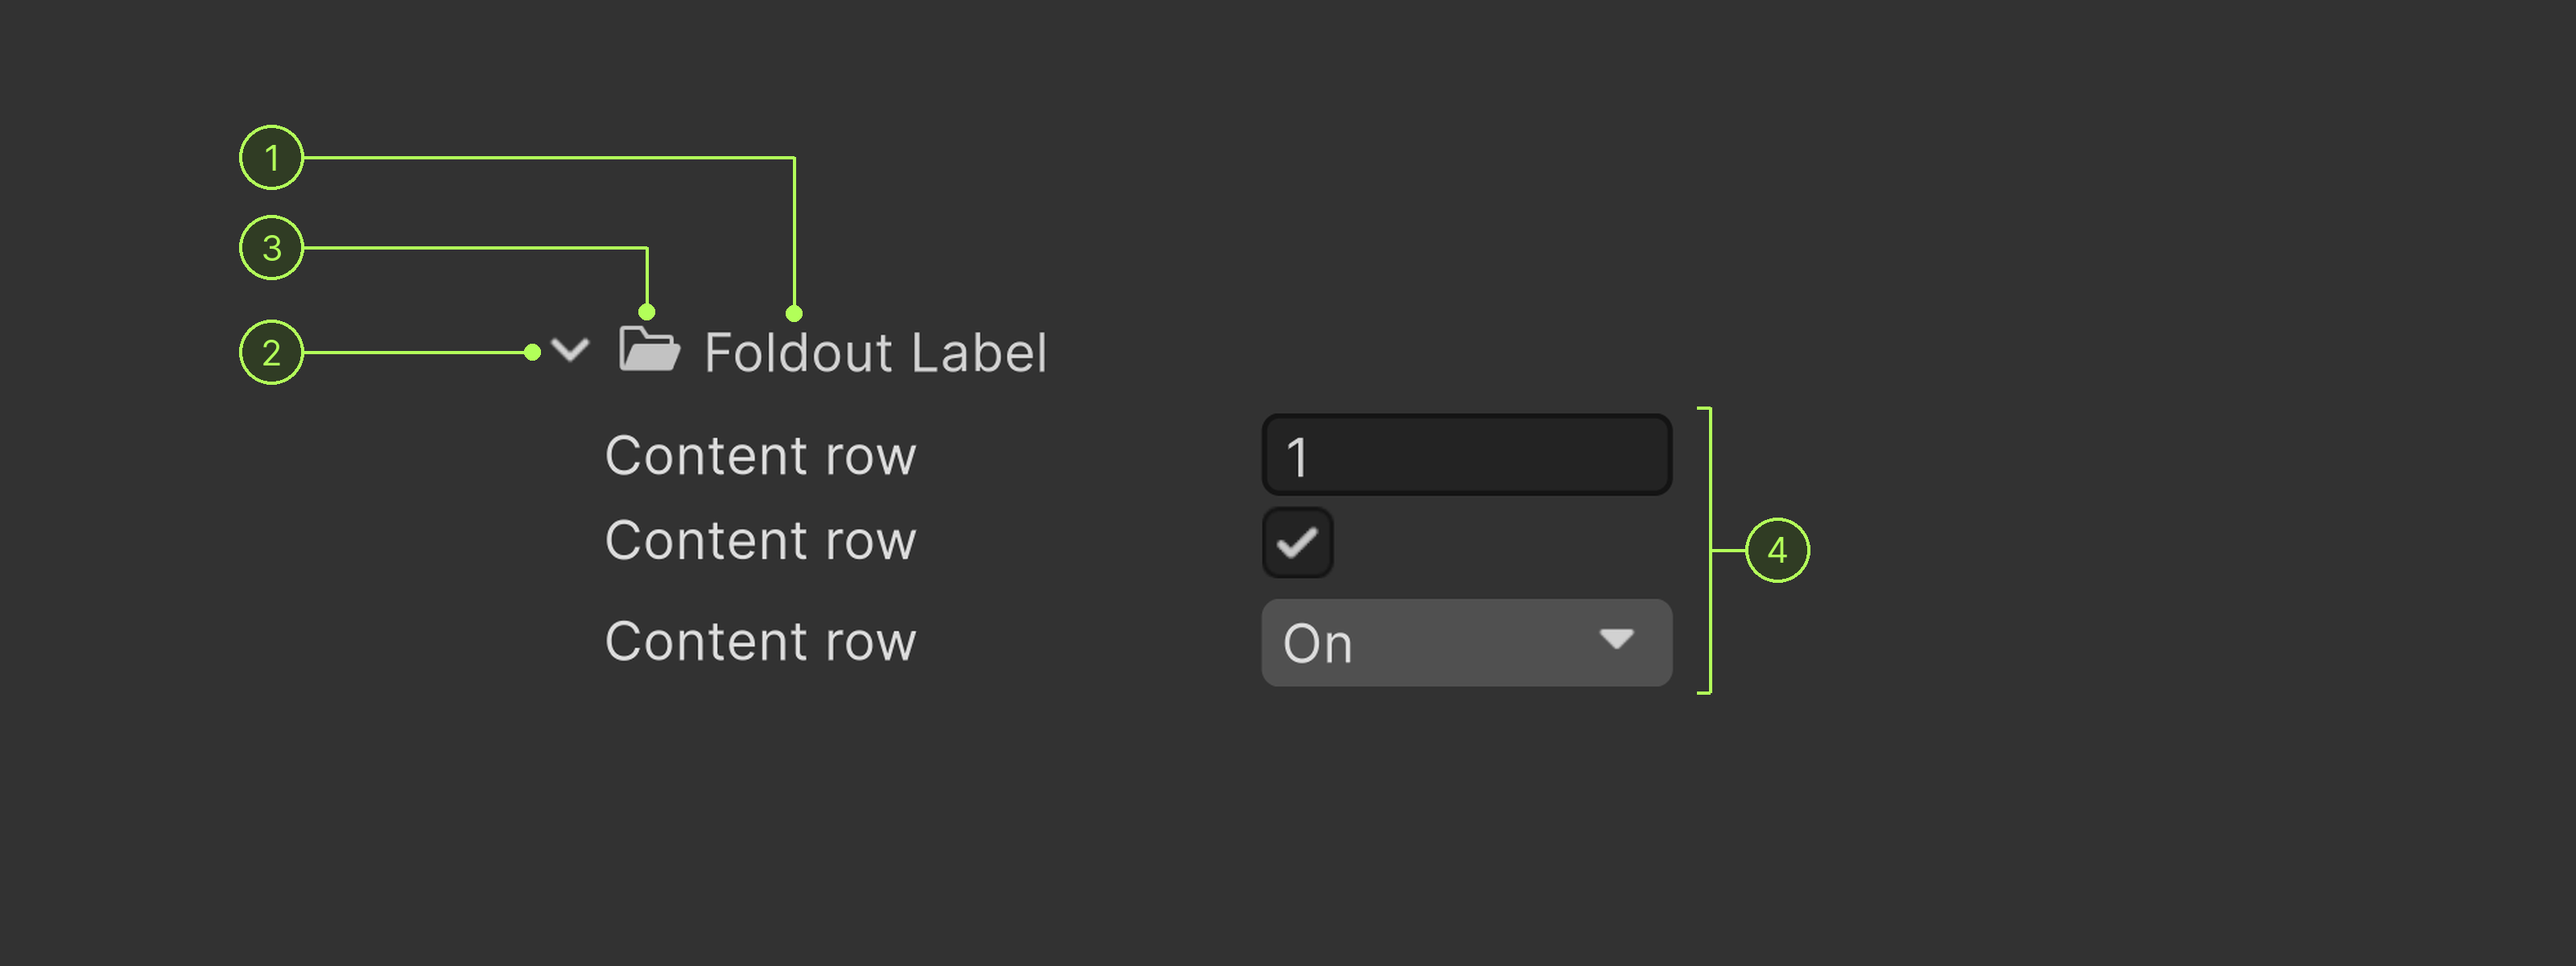 1
3
2 Foldout Label
Content row 1
Content row
4
Content row On